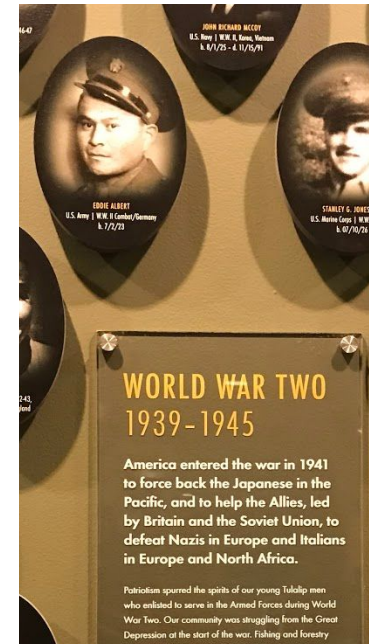 46-47
JOHN RICHARD MCCOY
U.S. Navy | W.W. II, Korea, Vietnam
b. 8/1/25 - d. 11/15/91
EDDIE ALBERT
U.S. Army | W.W. II Combat/Germany
b. 7/2/23
STANLEY G. JONES
U.S. Marine Corps | W.W.
b. 07/10/26
2-43,
gland
WORLD WAR TWO
1939-1945
America entered the war in 1941
to force back the Japanese in the
Pacific, and to help the Allies, led
by Britain and the Soviet Union, to
defeat Nazis in Europe and Italians
in Europe and North Africa.
Patriotism spurred the spirits of our young Tulalip men
who enlisted to serve in the Armed Forces during World
War Two. Our community was struggling from the Great
Depression at the start of the war. Fishing and forestry